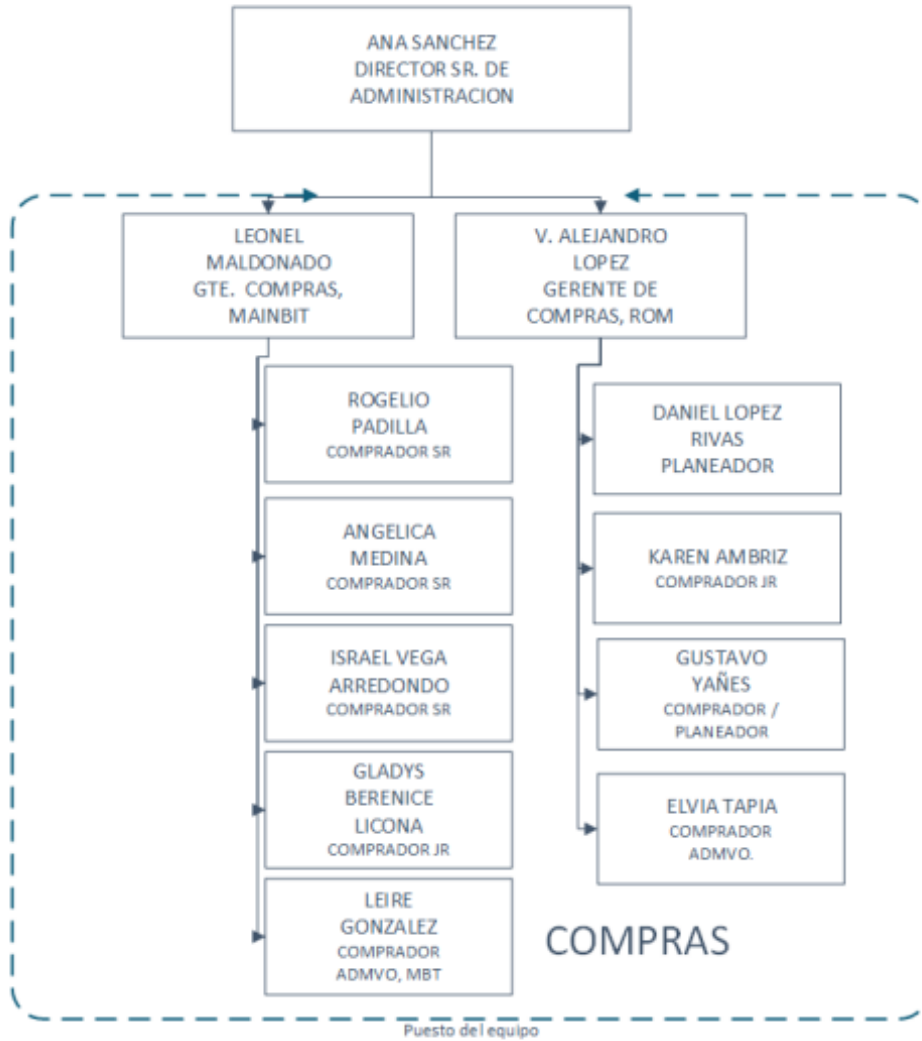 ANA SANCHEZ
DIRECTOR SR. DE
ADMINISTRACION
LEONEL
MALDONADO
GTE. COMPRAS,
MAINBIT
V. ALEJANDRO
LOPEZ
GERENTE DE
COMPRAS, ROM
ROGELIO
PADILLA
COMPRADOR SR
ANGELICA
MEDINA
COMPRADOR SR
ISRAEL VEGA
ARREDONDO
COMPRADOR SR
GLADYS
BERENICE
LICONA
COMPRADOR JR
LEIRE
GONZALEZ
COMPRADOR
ADMVO, MBT
DANIEL LOPEZ
RIVAS
PLANEADOR
KAREN AMBRIZ
COMPRADOR JR
GUSTAVO
YAÑES
COMPRADOR /
PLANEADOR
ELVIA TAPIA
COMPRADOR
ADMVO.
COMPRAS
Puesto del equipo